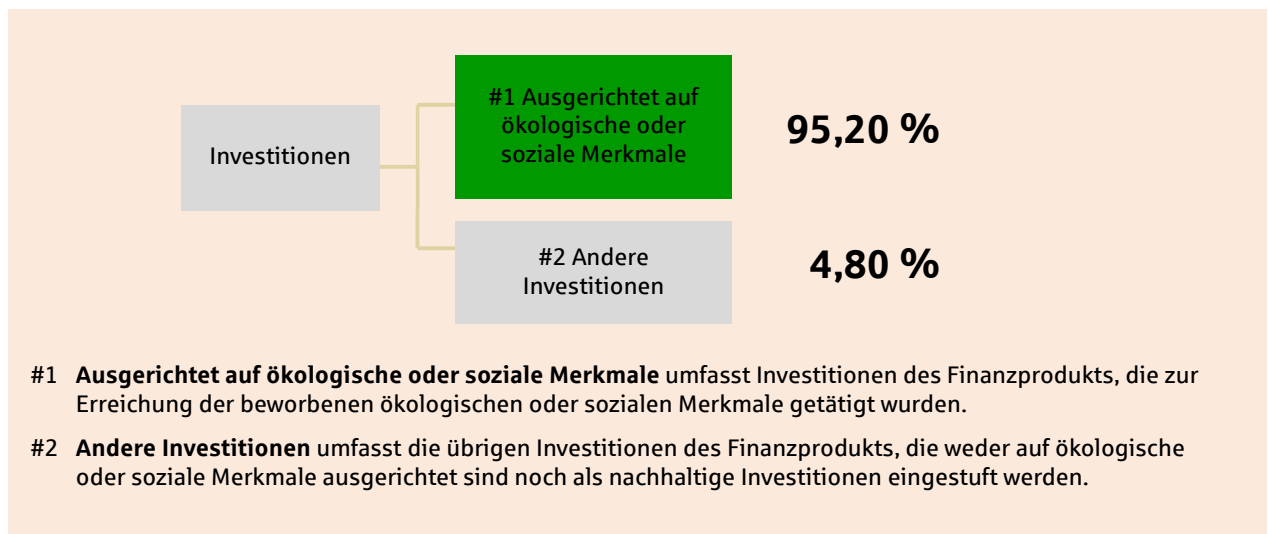 #1 Ausgerichtet auf
ökologische oder
soziale Merkmale
95,20 %
Investitionen
#2 Andere
Investitionen
4,80 %
#1 Ausgerichtet auf ökologische oder soziale Merkmale umfasst Investitionen des Finanzprodukts, die zur
Erreichung der beworbenen ökologischen oder sozialen Merkmale getätigt wurden.
#2 Andere Investitionen umfasst die übrigen Investitionen des Finanzprodukts, die weder auf ökologische
oder soziale Merkmale ausgerichtet sind noch als nachhaltige Investitionen eingestuft werden.